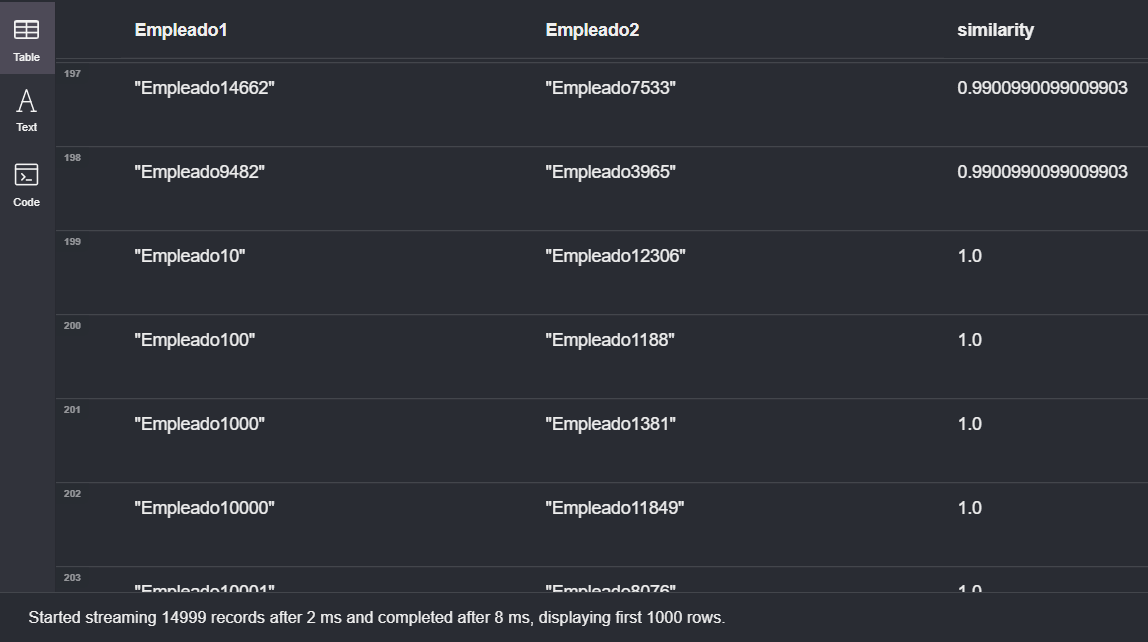 Table
Text
Code
Empleado1 Empleado2 similarity
197 "Empleado14662" "Empleado7533" 0.9900990099009903
198 "Empleado9482" "Empleado3965" 0.9900990099009903
199 "Empleado10" "Empleado12306" 1.0
200 "Empleado100" "Empleado1188" 1.0
201 "Empleado1000" "Empleado1381" 1.0
202 "Empleado10000" "Empleado11849" 1.0
203 "Empleado10001" "Empleado8076" 1.0
Started streaming 14999 records after 2 ms and completed after 8 ms, displaying first 1000 rows.